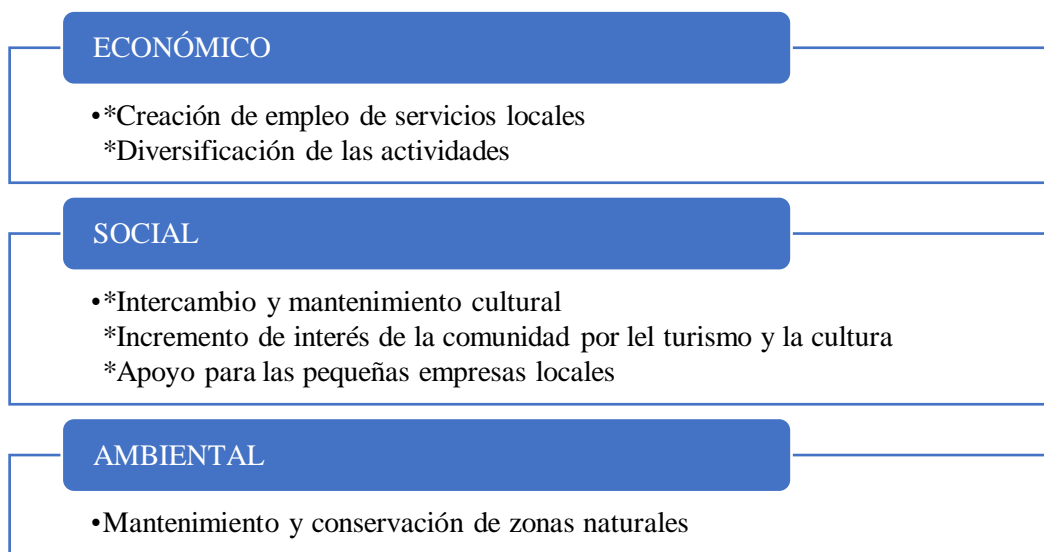 ECONÓMICO
•*Creación de empleo de servicios locales
*Diversificación de las actividades
SOCIAL
•*Intercambio y mantenimiento cultural
*Incremento de interés de la comunidad por lel turismo y la cultura
*Apoyo para las pequeñas empresas locales
AMBIENTAL
•Mantenimiento y conservación de zonas naturales